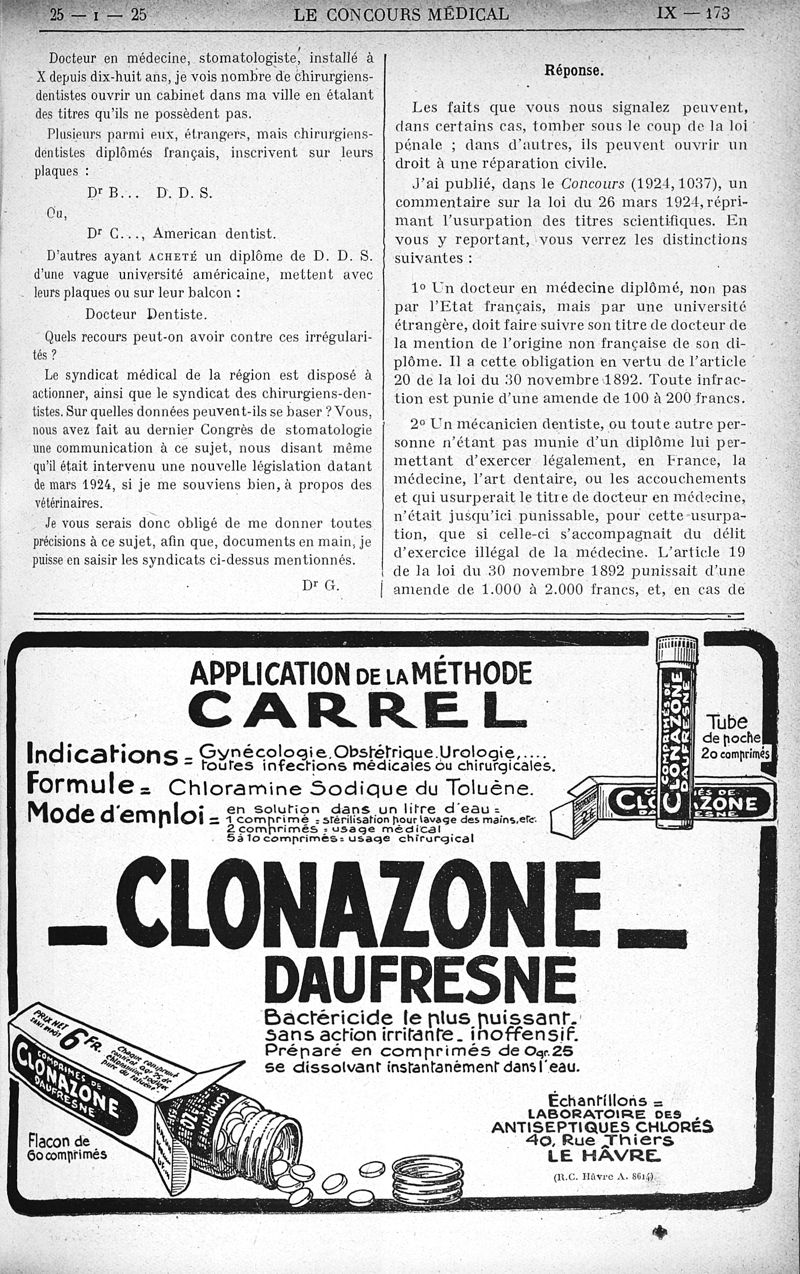 25 — I — 25
LE CONCOURS MÉDICAL
IX — 173
Docteur en médecine, stomatologiste, installé à
X depuis dix-huit ans, je vois nombre de chirurgiens-
dentistes ouvrir un cabinet dans ma ville en étalant
des titres qu'ils ne possèdent pas.
Plusieurs parmi eux, étrangers, mais chirurgiens-
dentistes diplômés français, inscrivent sur leurs
plaques :
Dr B... D. D. S.
Ou,
Dr C..., American dentist.
D'autres ayant ACHETÉ un diplôme de D. D. S.
d'une vague université américaine, mettent avec
leurs plaques ou sur leur balcon :
Docteur Dentiste.
Quels recours peut-on avoir contre ces irrégulari-
tés ?
Le syndicat médical de la région est disposé à
actionner, ainsi que le syndicat des chirurgiens-den-
tistes. Sur quelles données peuvent-ils se baser ? Vous,
nous avez fait au dernier Congrès de stomatologie
une communication à ce sujet, nous disant même
qu'il était intervenu une nouvelle législation datant
de mars 1924, si je me souviens bien, à propos des
vétérinaires.
Je vous serais donc obligé de me donner toutes
précisions à ce sujet, afin que, documents en main, je
puisse en saisir les syndicats ci-dessus mentionnés.
Dr G.
Réponse.
Les faits que vous nous signalez peuvent,
dans certains cas, tomber sous le coup de la loi
pénale ; dans d'autres, ils peuvent ouvrir un
droit à une réparation civile.
J'ai publié, dans le Concours (1924, 1037), un
commentaire sur la loi du 26 mars 1924, répri-
mant l'usurpation des titres scientifiques. En
vous y reportant, vous verrez les distinctions
suivantes :
1º Un docteur en médecine diplômé, non pas
par l'Etat français, mais par une université
étrangère, doit faire suivre son titre de docteur de
la mention de l'origine non française de son di-
plôme. Il a cette obligation en vertu de l'article
20 de la loi du 30 novembre 1892. Toute infrac-
tion est punie d'une amende de 100 à 200 francs.
2º Un mécanicien dentiste, ou toute autre per-
sonne n'étant pas munie d'un diplôme lui per-
mettant d'exercer légalement, en France, la
médecine, l'art dentaire, ou les accouchements
et qui usurperait le titre de docteur en médecine,
n'était jusqu'ici punissable, pour cette usurpa-
tion, que si celle-ci s'accompagnait du délit
d'exercice illégal de la médecine. L'article 19
de la loi du 30 novembre 1892 punissait d'une
amende de 1.000 à 2.000 francs, et, en cas de
APPLICATION DE LA MÉTHODE
CARREL
Indications = Gynécologie, Obstétrique, Urologie,....
toutes infections médicales ou chirurgicales.
Formule = Chloramine Sodique du Toluène.
Mode d'emploi = en solution dans un litre d'eau =
1 comprimé = stérilisation pour lavage des mains, etc.
2 comprimés = usage médical
5 à 10 comprimés = usage chirurgical
COMPRIMÉS DE
CLONAZONE
DAUFRESNE
Tube
de poche
20 comprimés
— CLONAZONE —
DAUFRESNE
Bactéricide le plus puissant.
Sans action irritante _ inoffensif.
Préparé en comprimés de 0gr.25
se dissolvant instantanément dans l'eau.
PRIX NET
6 FR.
COMPRIMÉS DE
CLONAZONE
DAUFRESNE
Flacon de
60 comprimés
Échantillons =
LABORATOIRE DES
ANTISEPTIQUES CHLORÉS
40, Rue Thiers
LE HÂVRE
(R.C. Hâvre A. 8614)